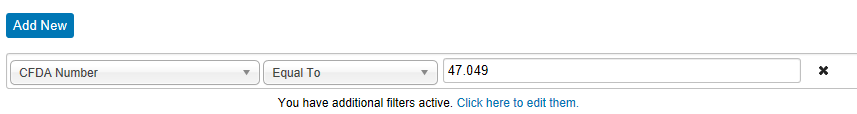 Add New
CFDA Number Equal To 47.049
You have additional filters active. Click here to edit them.